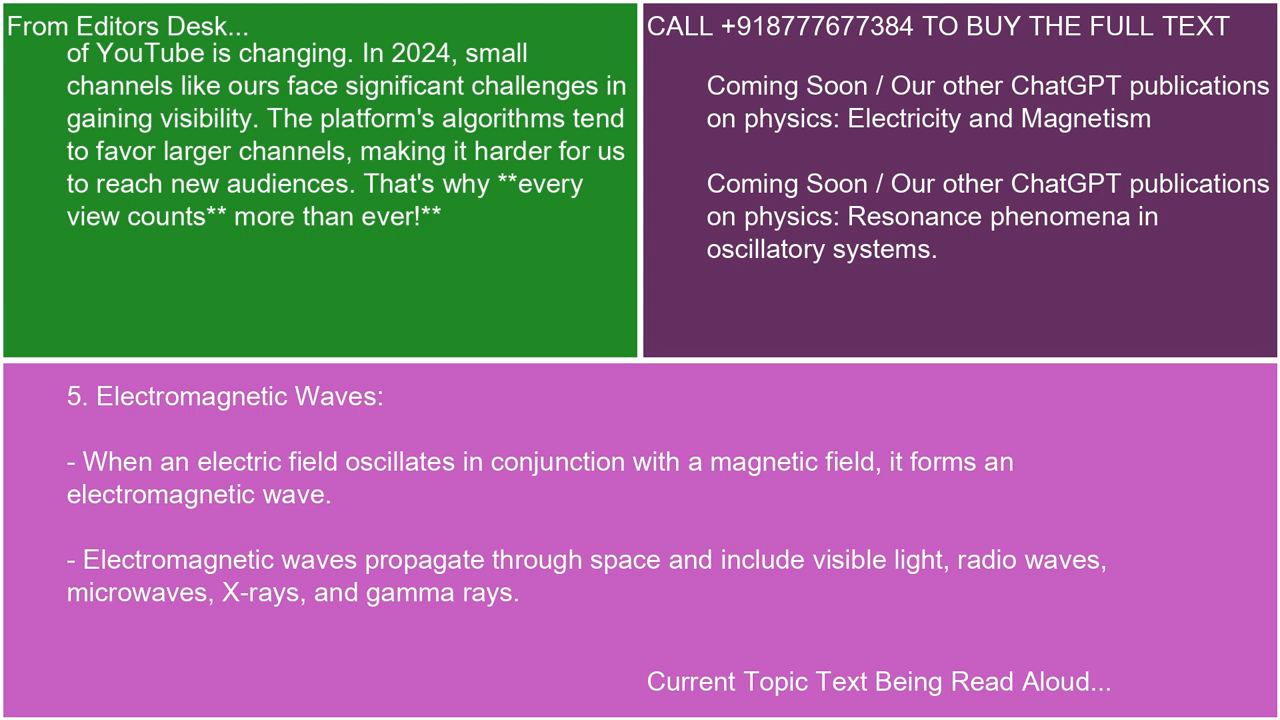 From Editors Desk...
of YouTube is changing. In 2024, small
channels like ours face significant challenges in
gaining visibility. The platform's algorithms tend
to favor larger channels, making it harder for us
to reach new audiences. That's why **every
view counts** more than ever!**
CALL +918777677384 TO BUY THE FULL TEXT
Coming Soon / Our other ChatGPT publications
on physics: Electricity and Magnetism
Coming Soon / Our other ChatGPT publications
on physics: Resonance phenomena in
oscillatory systems.
5. Electromagnetic Waves:
- When an electric field oscillates in conjunction with a magnetic field, it forms an
electromagnetic wave.
- Electromagnetic waves propagate through space and include visible light, radio waves,
microwaves, X-rays, and gamma rays.
Current Topic Text Being Read Aloud...